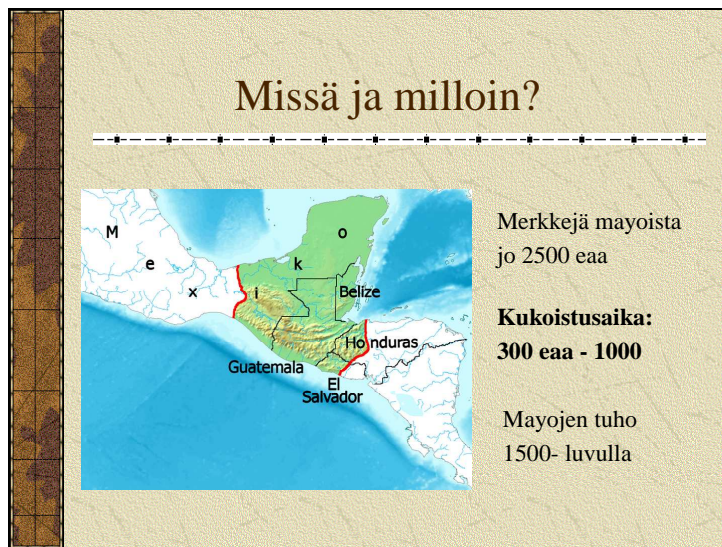 Missä ja milloin?
M e x i k o
Belize
Honduras
Guatemala
El
Salvador
Merkkejä mayoista
jo 2500 eaa
Kukoistusaika:
300 eaa - 1000
Mayojen tuho
1500- luvulla